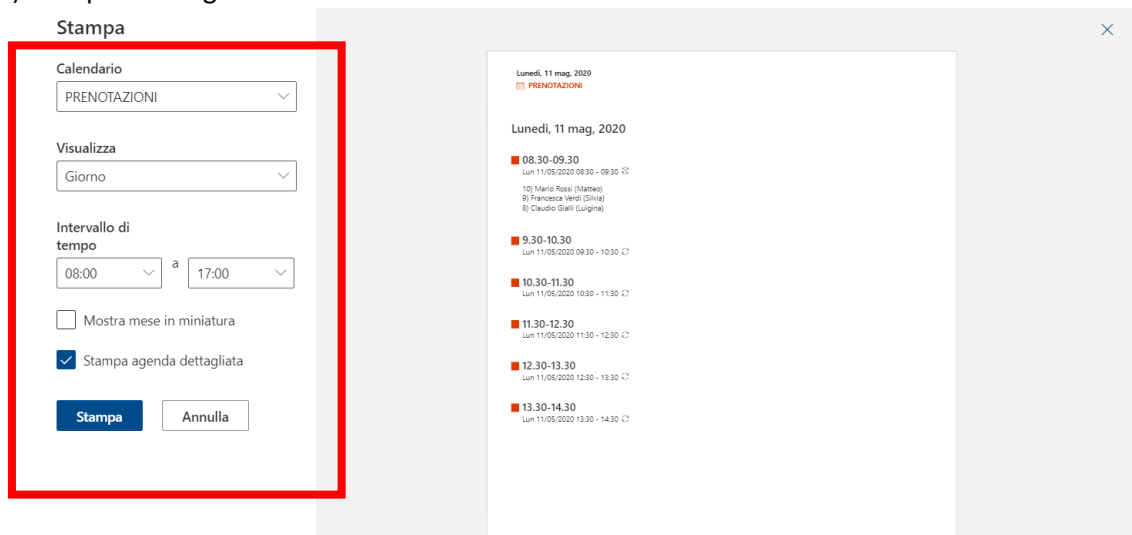 Stampa
Calendario
PRENOTAZIONI
Visualizza
Giorno
Intervallo di
tempo
08:00 a 17:00
Mostra mese in miniatura
Stampa agenda dettagliata
Stampa Annulla
Lunedì, 11 mag, 2020
PRENOTAZIONI
Lunedì, 11 mag, 2020
08.30-09.30
Lun 11/05/2020 08:30 - 09:30
10) Mario Rossi (Matteo)
9) Francesca Verdi (Silvia)
8) Claudio Gialli (Luigina)
9.30-10.30
Lun 11/05/2020 09:30 - 10:30
10.30-11.30
Lun 11/05/2020 10:30 - 11:30
11.30-12.30
Lun 11/05/2020 11:30 - 12:30
12.30-13.30
Lun 11/05/2020 12:30 - 13:30
13.30-14.30
Lun 11/05/2020 13:30 - 14:30